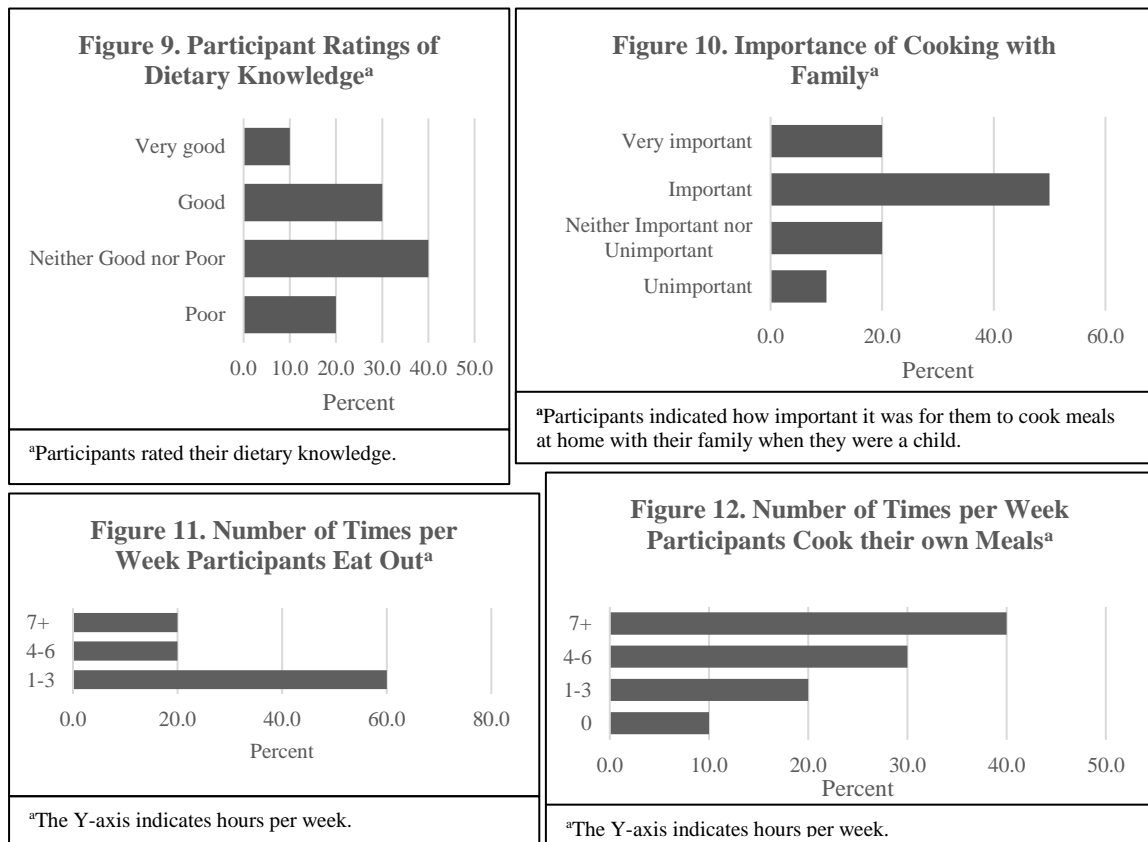 Figure 9. Participant Ratings of
Dietary Knowledgeᵃ
Very good
Good
Neither Good nor Poor
Poor
0.0 10.0 20.0 30.0 40.0 50.0
Percent
ᵃParticipants rated their dietary knowledge.
Figure 10. Importance of Cooking with
Familyᵃ
Very important
Important
Neither Important nor
Unimportant
Unimportant
0.0 20.0 40.0 60.0
Percent
ᵃParticipants indicated how important it was for them to cook meals
at home with their family when they were a child.
Figure 11. Number of Times per
Week Participants Eat Outᵃ
7+
4-6
1-3
0.0 20.0 40.0 60.0 80.0
Percent
ᵃThe Y-axis indicates hours per week.
Figure 12. Number of Times per Week
Participants Cook their own Mealsᵃ
7+
4-6
1-3
0
0.0 10.0 20.0 30.0 40.0 50.0
Percent
ᵃThe Y-axis indicates hours per week.